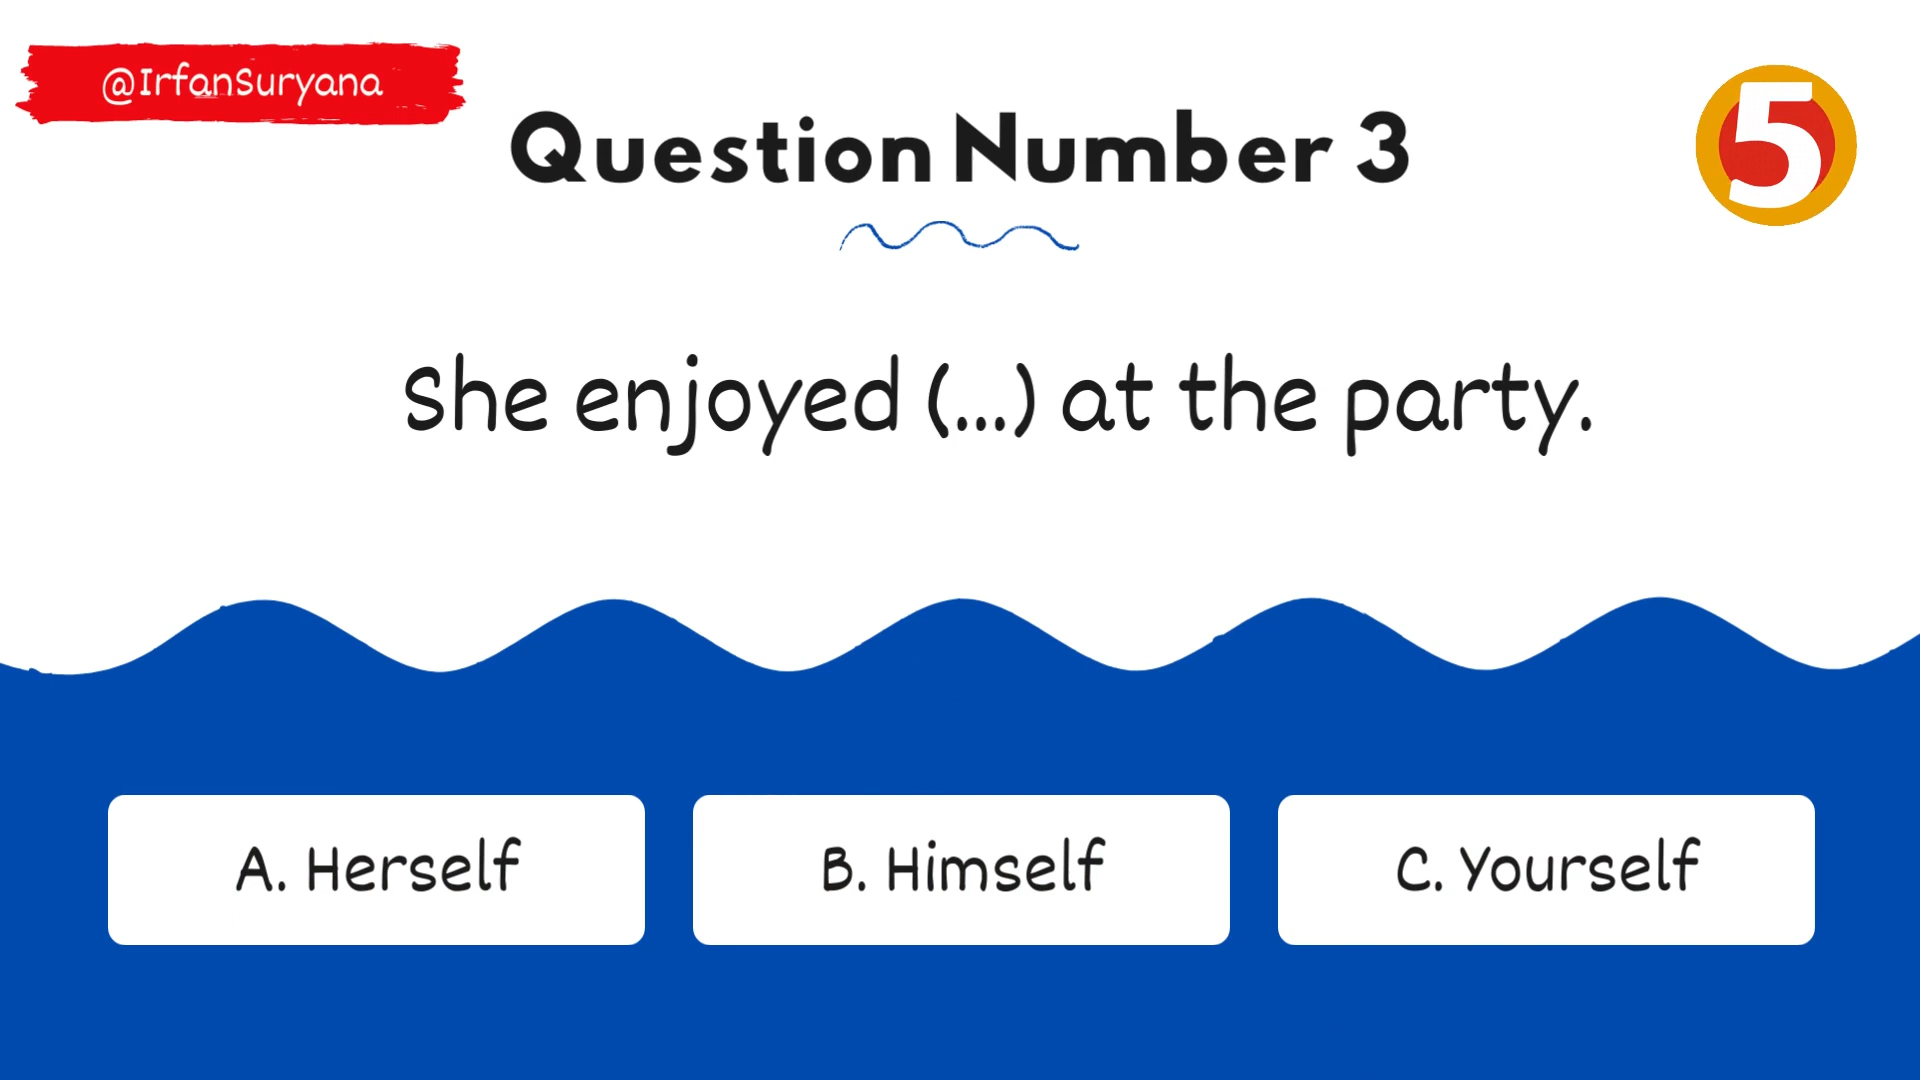 @IrfanSuryana
Question Number 3
5
She enjoyed (...) at the party.
A. Herself
B. Himself
C. Yourself